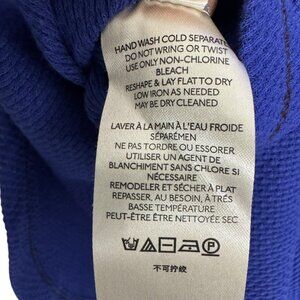 HAND WASH COLD SEPARATE
DO NOT WRING OR TWIST
USE ONLY NON-CHLORINE
BLEACH
RESHAPE & LAY FLAT TO DRY
LOW IRON AS NEEDED
MAY BE DRY CLEANED
LAVER À LA MAIN À L'EAU FROIDE
SÉPARÉMEN
NE PAS TORDRE OU ESSORER
UTILISER UN AGENT DE
BLANCHIMENT SANS CHLORE SI
NÉCESSAIRE
REMODELER ET SÉCHER À PLAT
REPASSER, AU BESOIN, À TRÈS
BASSE TEMPÉRATURE
PEUT-ÊTRE ÊTRE NETTOYÉE SEC
P
不可拧绞